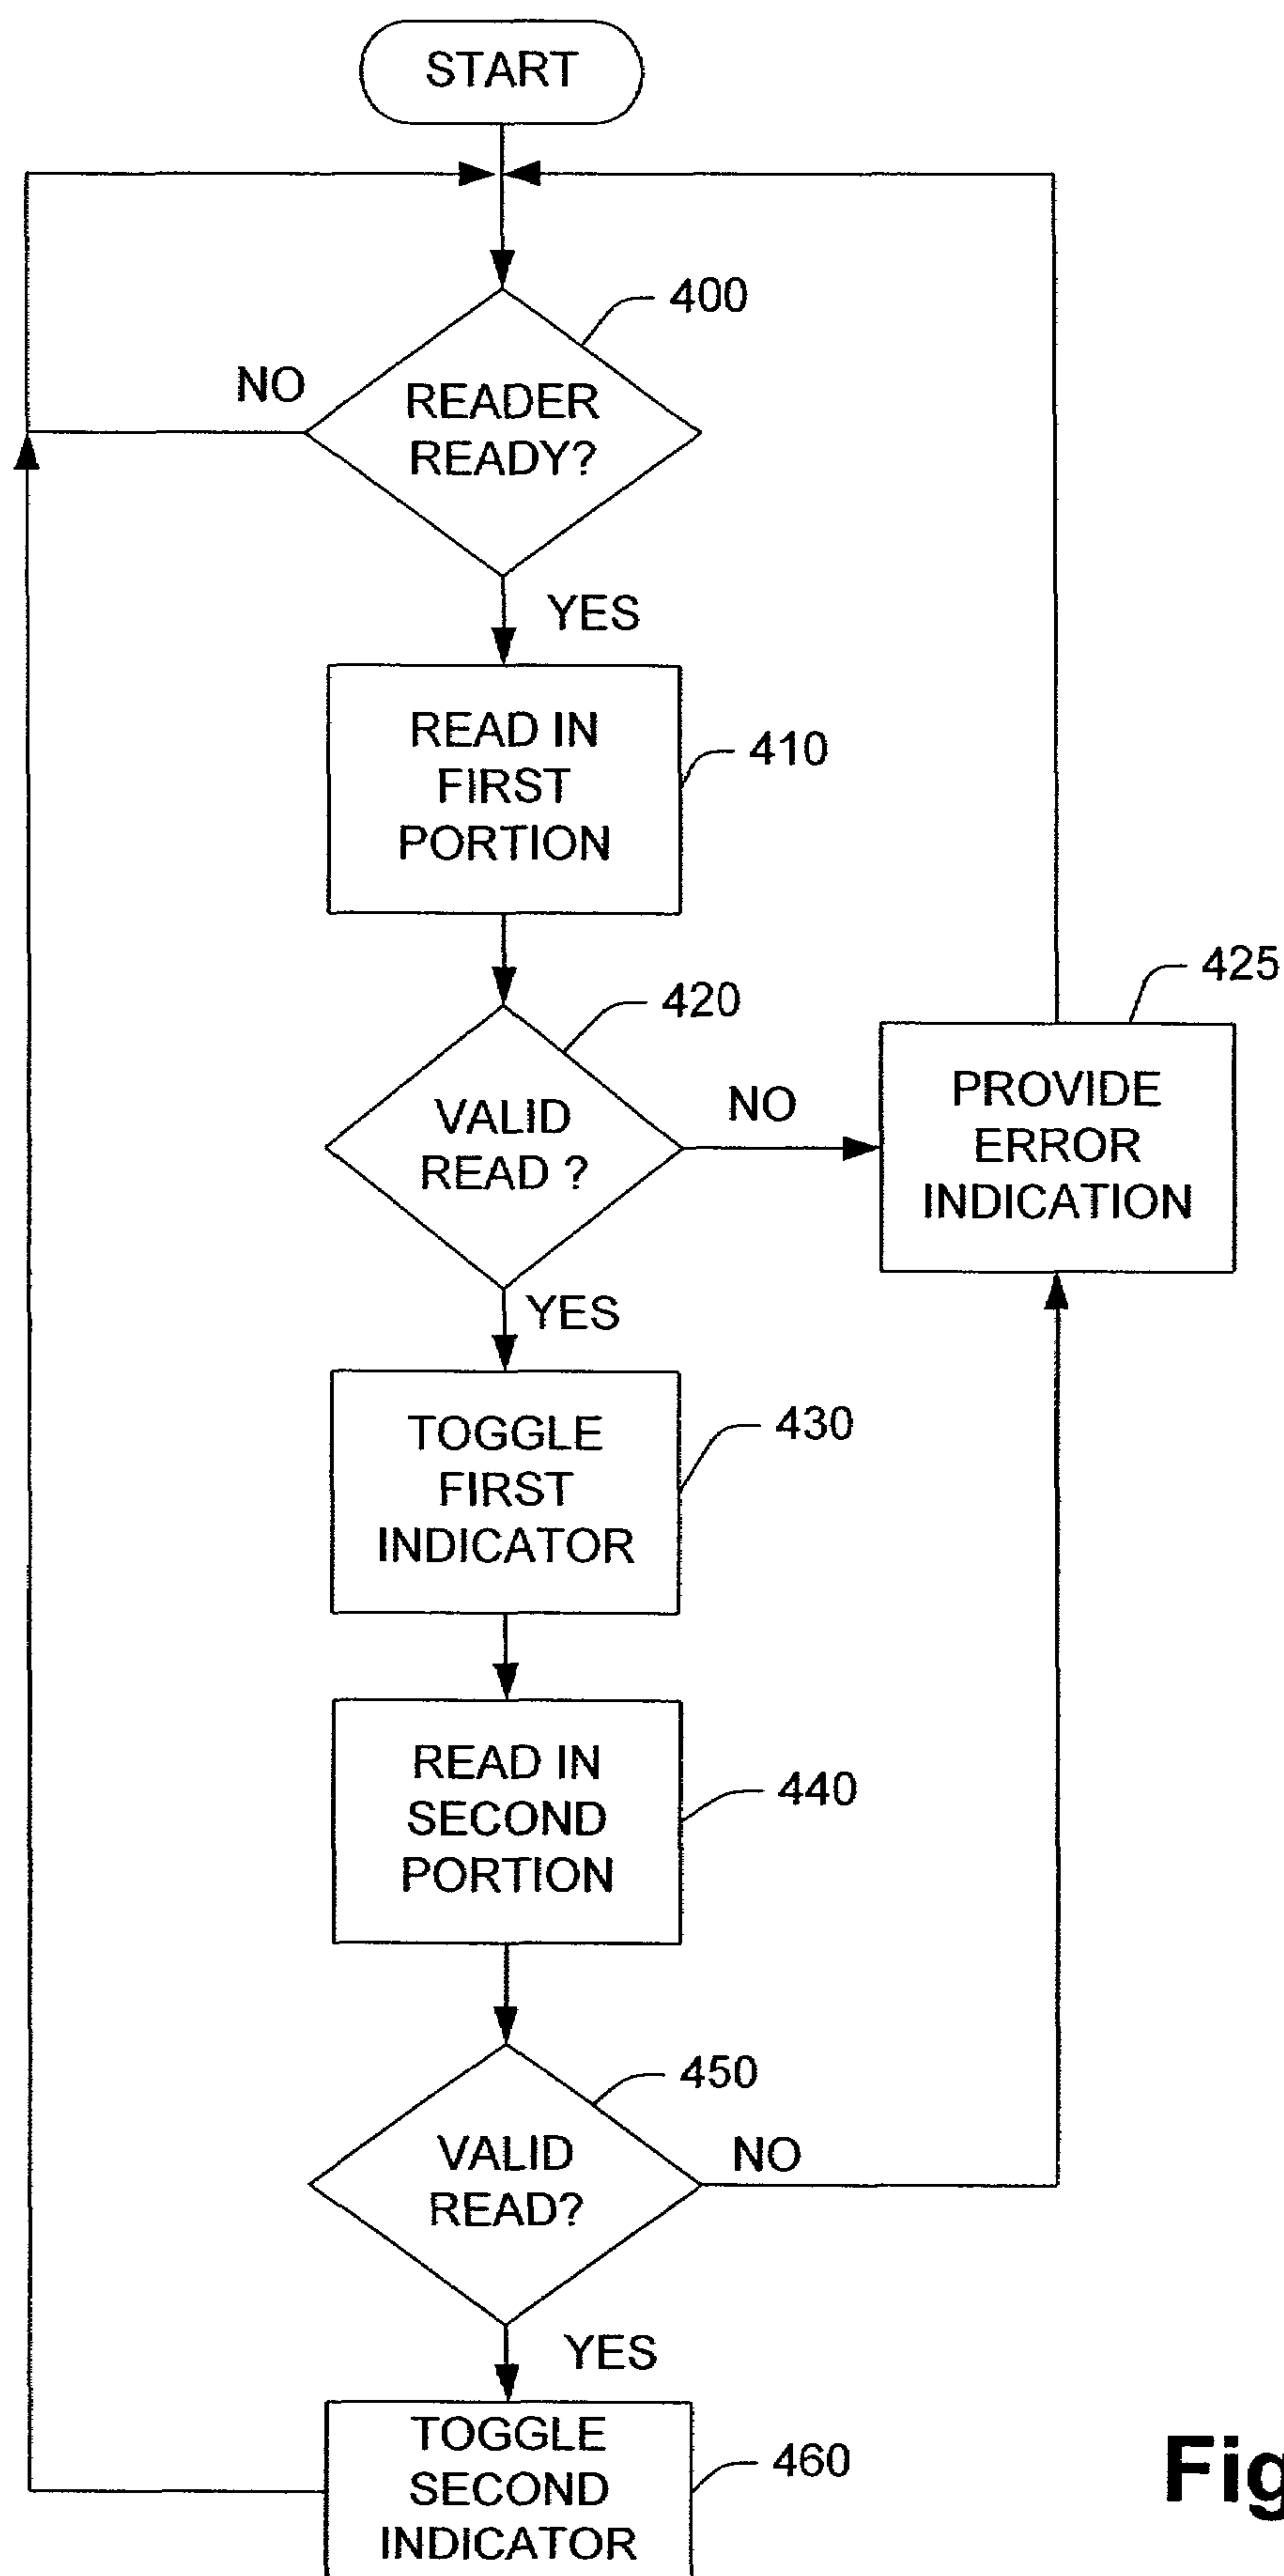 START
400
NO
READER
READY?
YES
READ IN
FIRST
PORTION
410
420
VALID
READ ?
NO
425
PROVIDE
ERROR
INDICATION
YES
TOGGLE
FIRST
INDICATOR
430
READ IN
SECOND
PORTION
440
450
VALID
READ?
NO
YES
TOGGLE
SECOND
INDICATOR
460
Fig